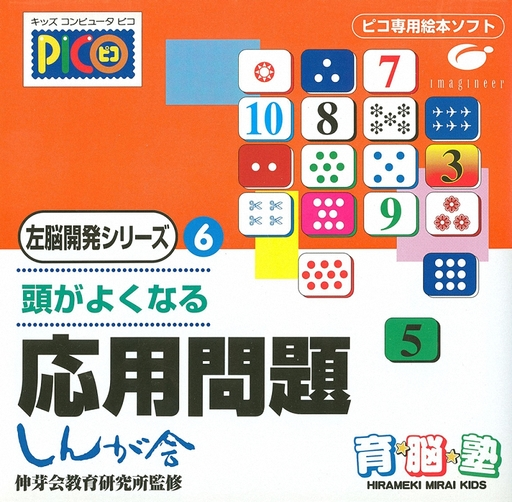 キッズ コンピュータ ピコ
PiCO ピコ
ピコ専用絵本ソフト
imagineer
7
10
8
3
9
5
左脳開発シリーズ 6
頭がよくなる
応用問題
しんが舎
伸芽会教育研究所監修
育脳塾
HIRAMEKI MIRAI KIDS